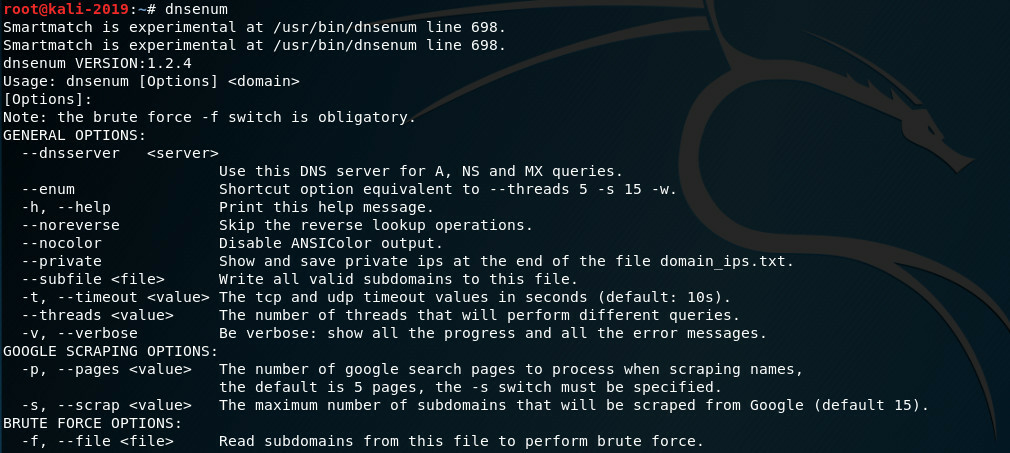 root@kali-2019:~# dnsenum
Smartmatch is experimental at /usr/bin/dnsenum line 698.
Smartmatch is experimental at /usr/bin/dnsenum line 698.
dnsenum VERSION:1.2.4
Usage: dnsenum [Options] <domain>
[Options]:
Note: the brute force -f switch is obligatory.
GENERAL OPTIONS:
  --dnsserver   <server>
                        Use this DNS server for A, NS and MX queries.
  --enum                Shortcut option equivalent to --threads 5 -s 15 -w.
  -h, --help            Print this help message.
  --noreverse           Skip the reverse lookup operations.
  --nocolor             Disable ANSIColor output.
  --private             Show and save private ips at the end of the file domain_ips.txt.
  --subfile <file>      Write all valid subdomains to this file.
  -t, --timeout <value> The tcp and udp timeout values in seconds (default: 10s).
  --threads <value>     The number of threads that will perform different queries.
  -v, --verbose         Be verbose: show all the progress and all the error messages.
GOOGLE SCRAPING OPTIONS:
  -p, --pages <value>   The number of google search pages to process when scraping names,
                        the default is 5 pages, the -s switch must be specified.
  -s, --scrap <value>   The maximum number of subdomains that will be scraped from Google (default 15).
BRUTE FORCE OPTIONS:
  -f, --file <file>     Read subdomains from this file to perform brute force.